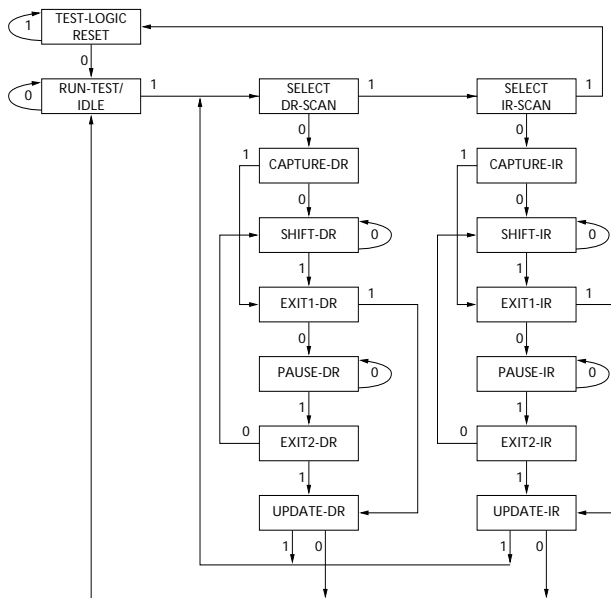 1
TEST-LOGIC
RESET
0
0
RUN-TEST/
IDLE
1
SELECT
DR-SCAN
1
SELECT
IR-SCAN
1
0
0
1
CAPTURE-DR
1
CAPTURE-IR
0
0
SHIFT-DR
0
SHIFT-IR
0
1
1
EXIT1-DR
1
EXIT1-IR
1
0
0
PAUSE-DR
0
PAUSE-IR
0
1
1
0
EXIT2-DR
0
EXIT2-IR
1
1
UPDATE-DR
UPDATE-IR
1
0
1
0